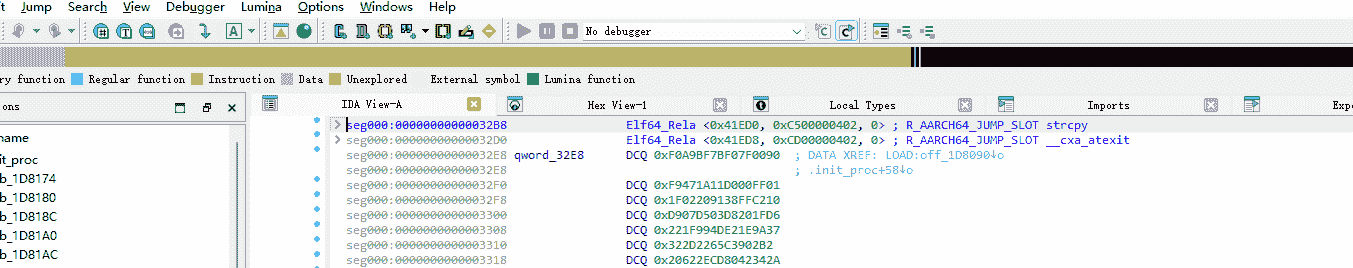 t Jump Search View Debugger Lumina Options Windows Help
No debugger
ry function Regular function Instruction Data Unexplored External symbol Lumina function
ons IDA View-A Hex View-1 Local Types Imports Expo
name
it_proc
b_1D8174
b_1D8180
b_1D818C
b_1D81A0
b_1D81AC
seg000:00000000000032B8 Elf64_Rela <0x41ED0, 0xC500000402, 0> ; R_AARCH64_JUMP_SLOT strcpy
seg000:00000000000032D0 Elf64_Rela <0x41ED8, 0xCD00000402, 0> ; R_AARCH64_JUMP_SLOT __cxa_atexit
seg000:00000000000032E8 qword_32E8 DCQ 0xF0A9BF7BF07F0090 ; DATA XREF: LOAD:off_1D8090↓o
seg000:00000000000032E8 ; .init_proc+58↓o
seg000:00000000000032F0 DCQ 0xF9471A11D000FF01
seg000:00000000000032F8 DCQ 0x1F02209138FFC210
seg000:0000000000003300 DCQ 0xD907D503D8201FD6
seg000:0000000000003308 DCQ 0x221F994DE21E9A37
seg000:0000000000003310 DCQ 0x322D2265C3902B2
seg000:0000000000003318 DCQ 0x20622ECD8042342A